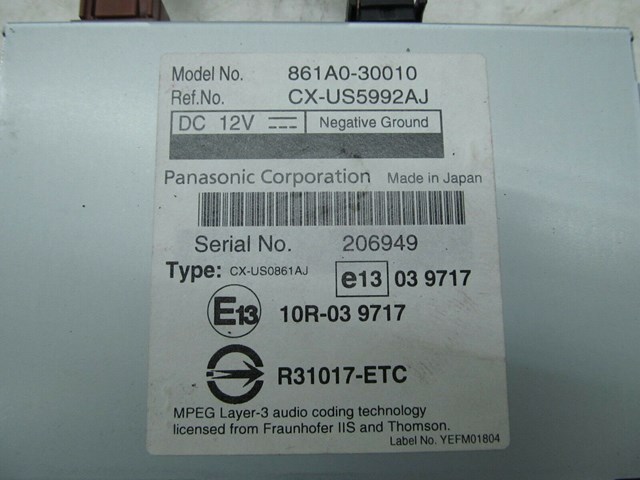 Model No. 861A0-30010
Ref.No. CX-US5992AJ
DC 12V Negative Ground
Panasonic Corporation Made in Japan
Serial No. 206949
Type: CX-US0861AJ e13 03 9717
E13 10R-03 9717
R31017-ETC
MPEG Layer-3 audio coding technology
licensed from Fraunhofer IIS and Thomson.
Label No. YEFM01804